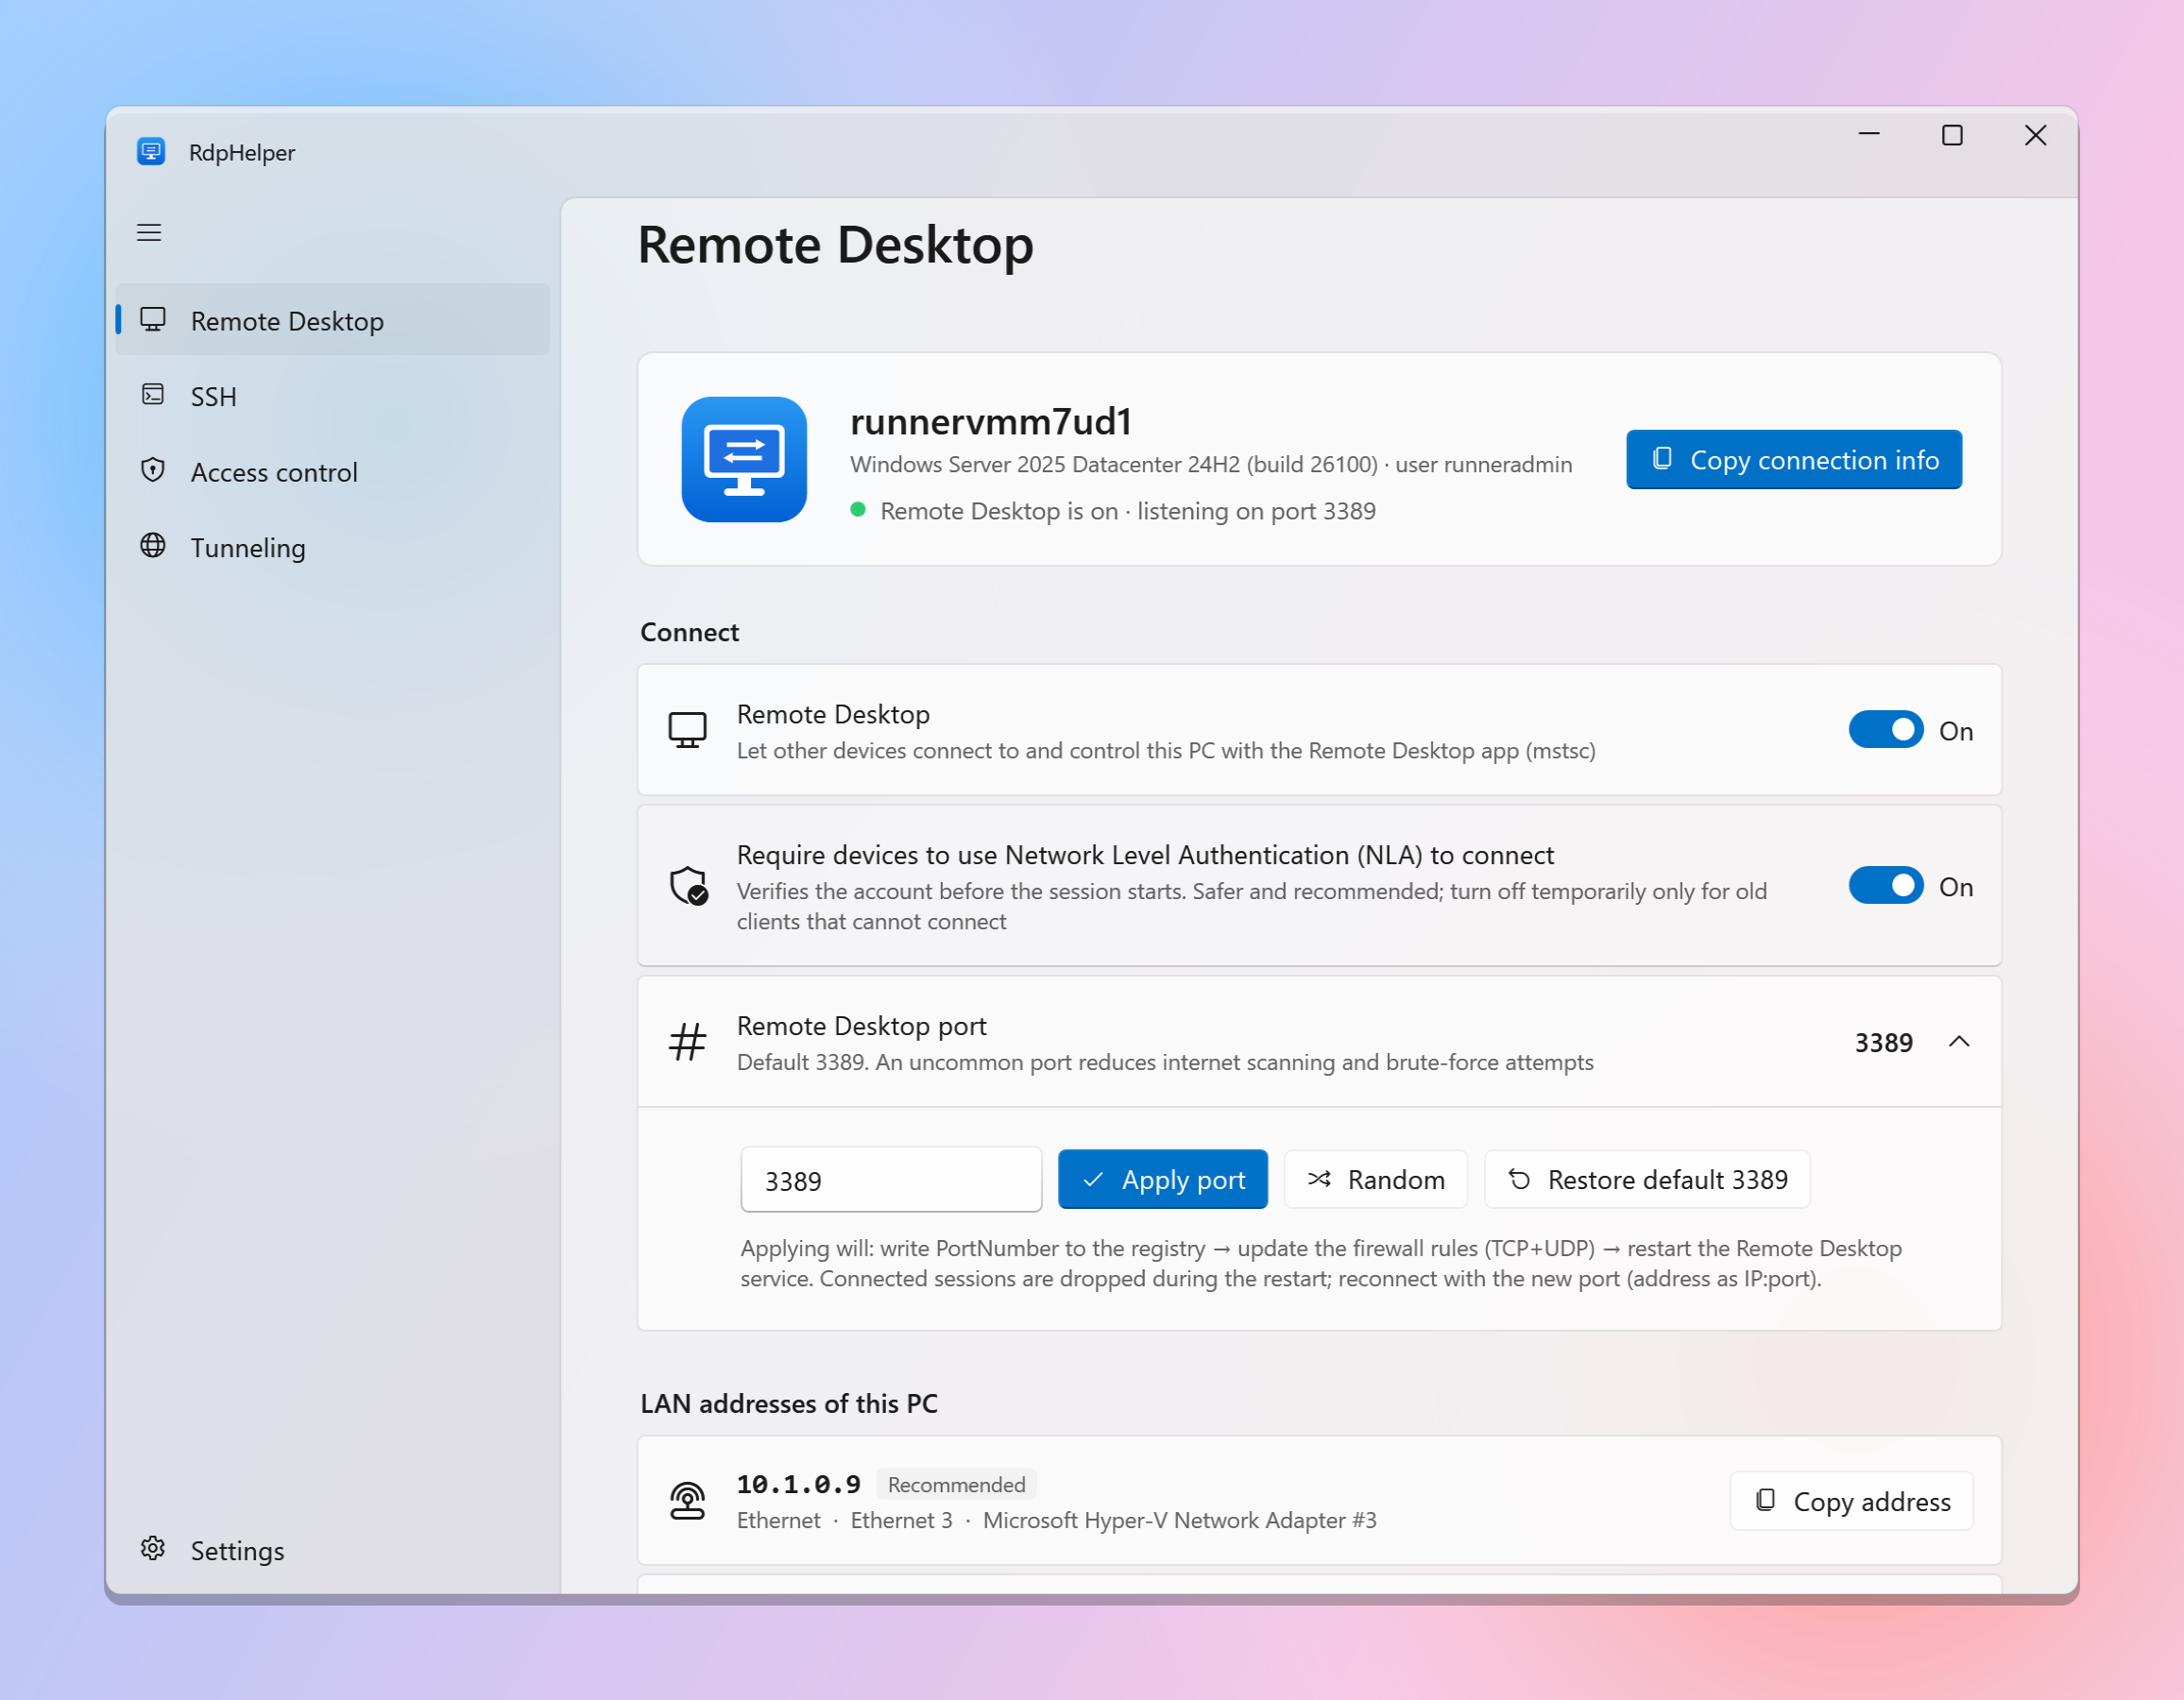 RdpHelper
Remote Desktop
SSH
Access control
Tunneling
Settings
Remote Desktop
runnervmm7ud1
Windows Server 2025 Datacenter 24H2 (build 26100) · user runneradmin
Remote Desktop is on · listening on port 3389
Copy connection info
Connect
Remote Desktop
Let other devices connect to and control this PC with the Remote Desktop app (mstsc)
On
Require devices to use Network Level Authentication (NLA) to connect
Verifies the account before the session starts. Safer and recommended; turn off temporarily only for old
clients that cannot connect
On
Remote Desktop port
Default 3389. An uncommon port reduces internet scanning and brute-force attempts
3389
3389
Apply port
Random
Restore default 3389
Applying will: write PortNumber to the registry → update the firewall rules (TCP+UDP) → restart the Remote Desktop
service. Connected sessions are dropped during the restart; reconnect with the new port (address as IP:port).
LAN addresses of this PC
10.1.0.9 Recommended
Ethernet · Ethernet 3 · Microsoft Hyper-V Network Adapter #3
Copy address